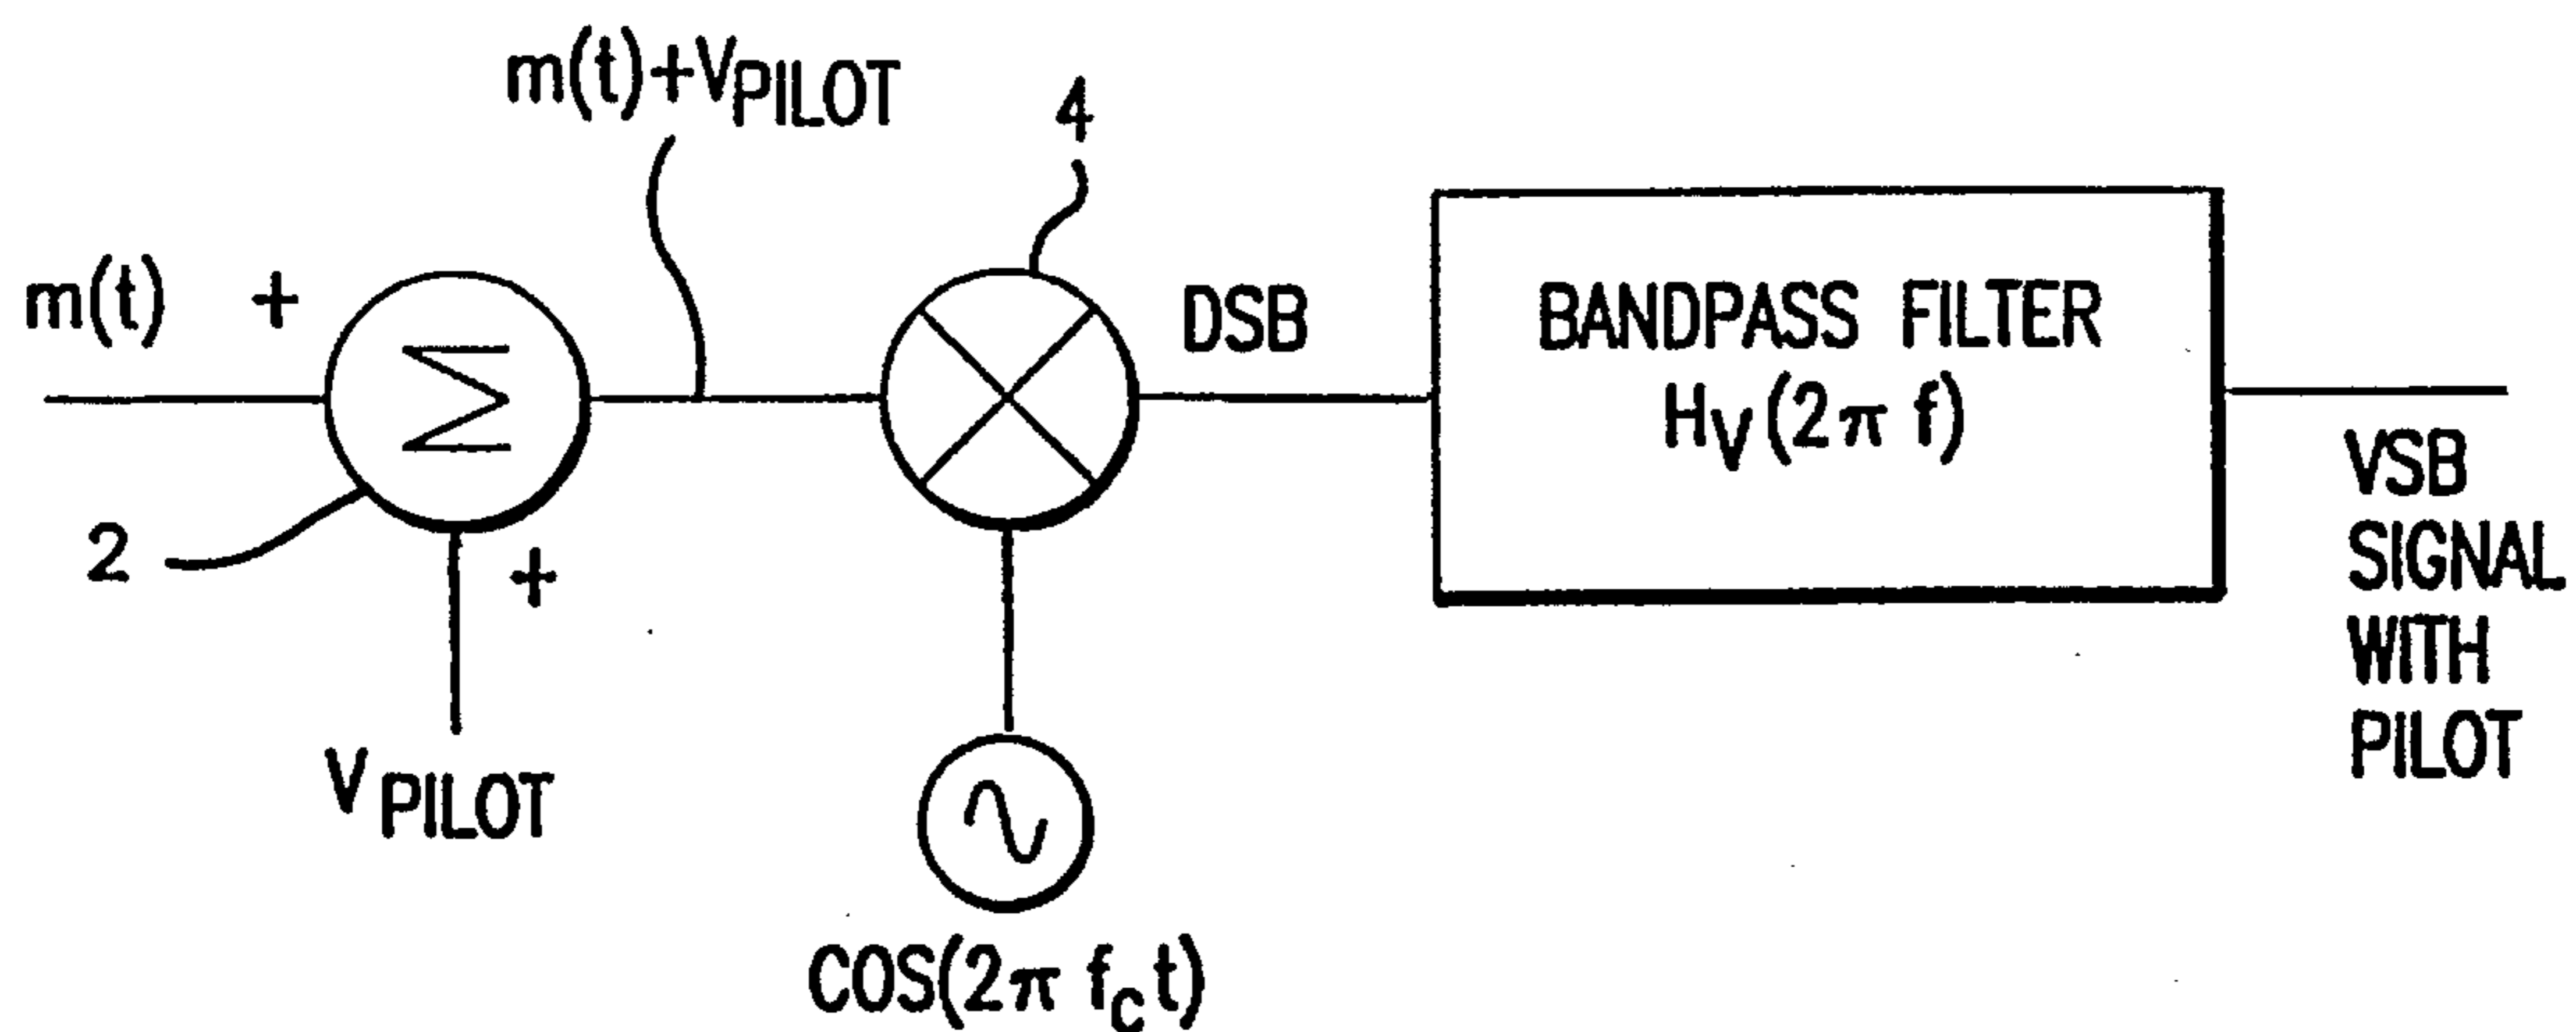 m(t)+VPILOT
4
m(t) +
Σ
DSB
BANDPASS FILTER
HV(2π f)
2
+
VPILOT
COS(2π fct)
VSB
SIGNAL
WITH
PILOT